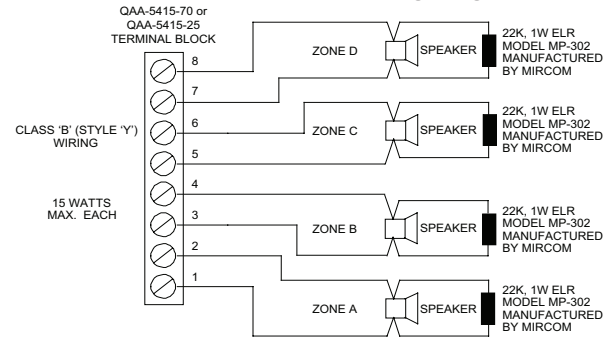 QAA-5415-70 or
QAA-5415-25
TERMINAL BLOCK
8
7
6
5
4
3
2
1
CLASS 'B' (STYLE 'Y')
WIRING
15 WATTS
MAX. EACH
ZONE D
SPEAKER
22K, 1W ELR
MODEL MP-302
MANUFACTURED
BY MIRCOM
ZONE C
SPEAKER
22K, 1W ELR
MODEL MP-302
MANUFACTURED
BY MIRCOM
ZONE B
SPEAKER
22K, 1W ELR
MODEL MP-302
MANUFACTURED
BY MIRCOM
ZONE A
SPEAKER
22K, 1W ELR
MODEL MP-302
MANUFACTURED
BY MIRCOM